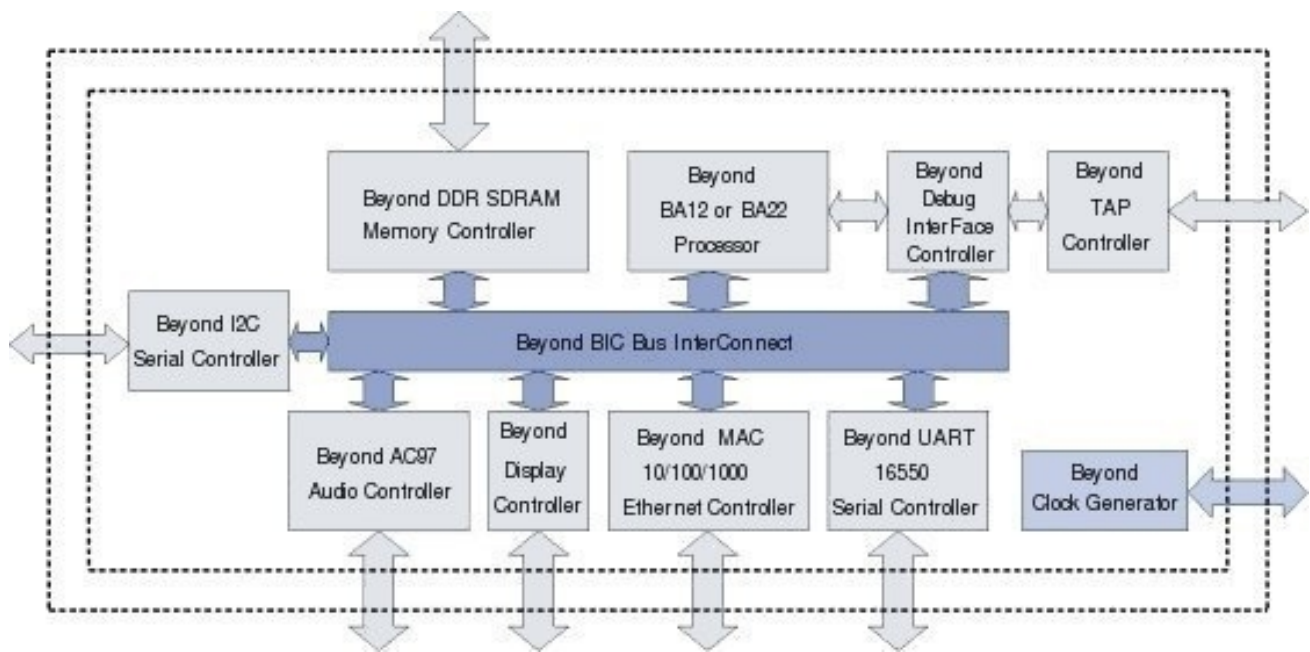 Beyond DDR SDRAM
Memory Controller
Beyond
BA12 or BA22
Processor
Beyond
Debug
InterFace
Controller
Beyond
TAP
Controller
Beyond I2C
Serial Controller
Beyond BIC Bus InterConnect
Beyond AC97
Audio Controller
Beyond
Display
Controller
Beyond MAC
10/100/1000
Ethernet Controller
Beyond UART
16550
Serial Controller
Beyond
Clock Generator